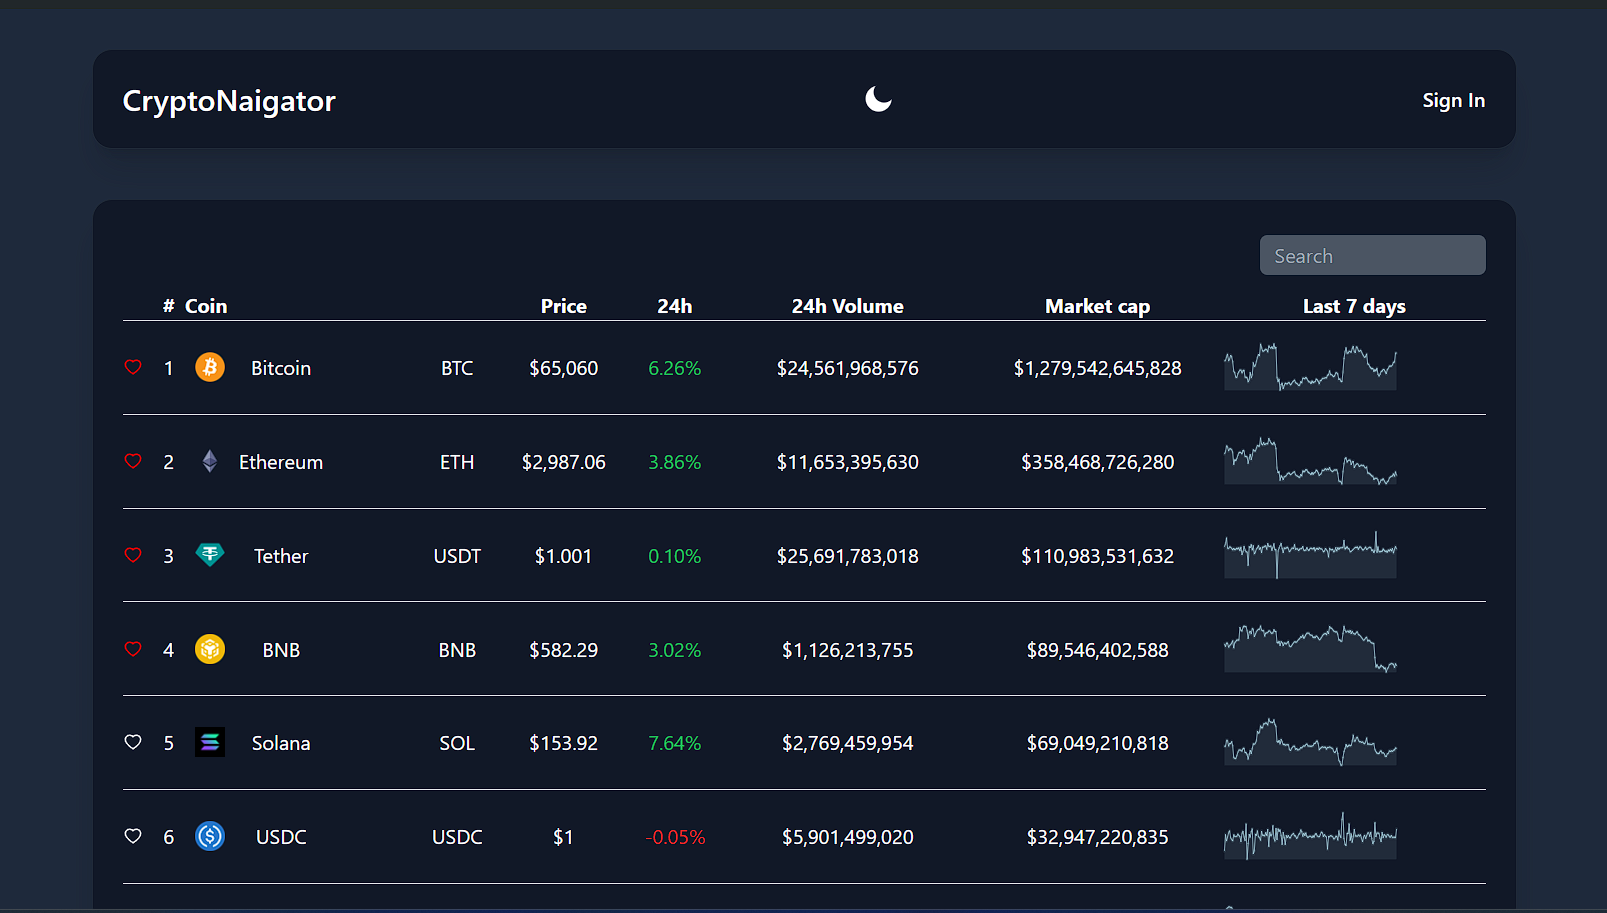 CryptoNaigator Sign In
Search
# Coin Price 24h 24h Volume Market cap Last 7 days
1 Bitcoin BTC $65,060 6.26% $24,561,968,576 $1,279,542,645,828
2 Ethereum ETH $2,987.06 3.86% $11,653,395,630 $358,468,726,280
3 Tether USDT $1.001 0.10% $25,691,783,018 $110,983,531,632
4 BNB BNB $582.29 3.02% $1,126,213,755 $89,546,402,588
5 Solana SOL $153.92 7.64% $2,769,459,954 $69,049,210,818
6 USDC USDC $1 -0.05% $5,901,499,020 $32,947,220,835